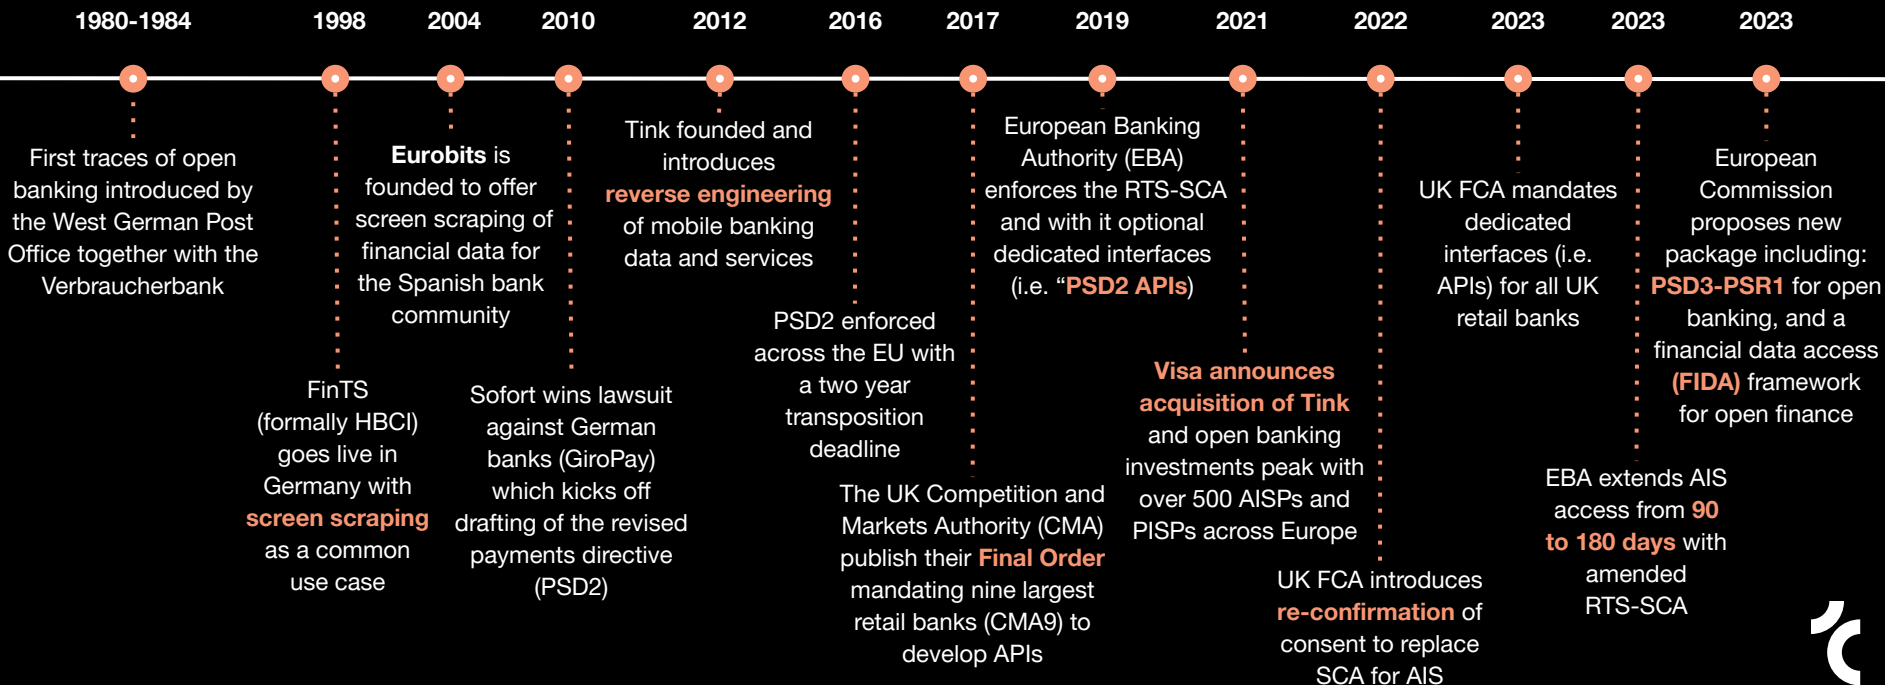 1980-1984
1998
2004
2010
2012
2016
2017
2019
2021
2022
2023
2023
2023
First traces of open
banking introduced by
the West German Post
Office together with the
Verbraucherbank
FinTS
(formally HBCI)
goes live in
Germany with
screen scraping
as a common
use case
Eurobits is
founded to offer
screen scraping of
financial data for
the Spanish bank
community
Sofort wins lawsuit
against German
banks (GiroPay)
which kicks off
drafting of the revised
payments directive
(PSD2)
Tink founded and
introduces
reverse engineering
of mobile banking
data and services
PSD2 enforced
across the EU with
a two year
transposition
deadline
The UK Competition and
Markets Authority (CMA)
publish their Final Order
mandating nine largest
retail banks (CMA9) to
develop APIs
European Banking
Authority (EBA)
enforces the RTS-SCA
and with it optional
dedicated interfaces
(i.e. “PSD2 APIs)
Visa announces
acquisition of Tink
and open banking
investments peak with
over 500 AISPs and
PISPs across Europe
UK FCA introduces
re-confirmation of
consent to replace
SCA for AIS
UK FCA mandates
dedicated
interfaces (i.e.
APIs) for all UK
retail banks
EBA extends AIS
access from 90
to 180 days with
amended
RTS-SCA
European
Commission
proposes new
package including:
PSD3-PSR1 for open
banking, and a
financial data access
(FIDA) framework
for open finance